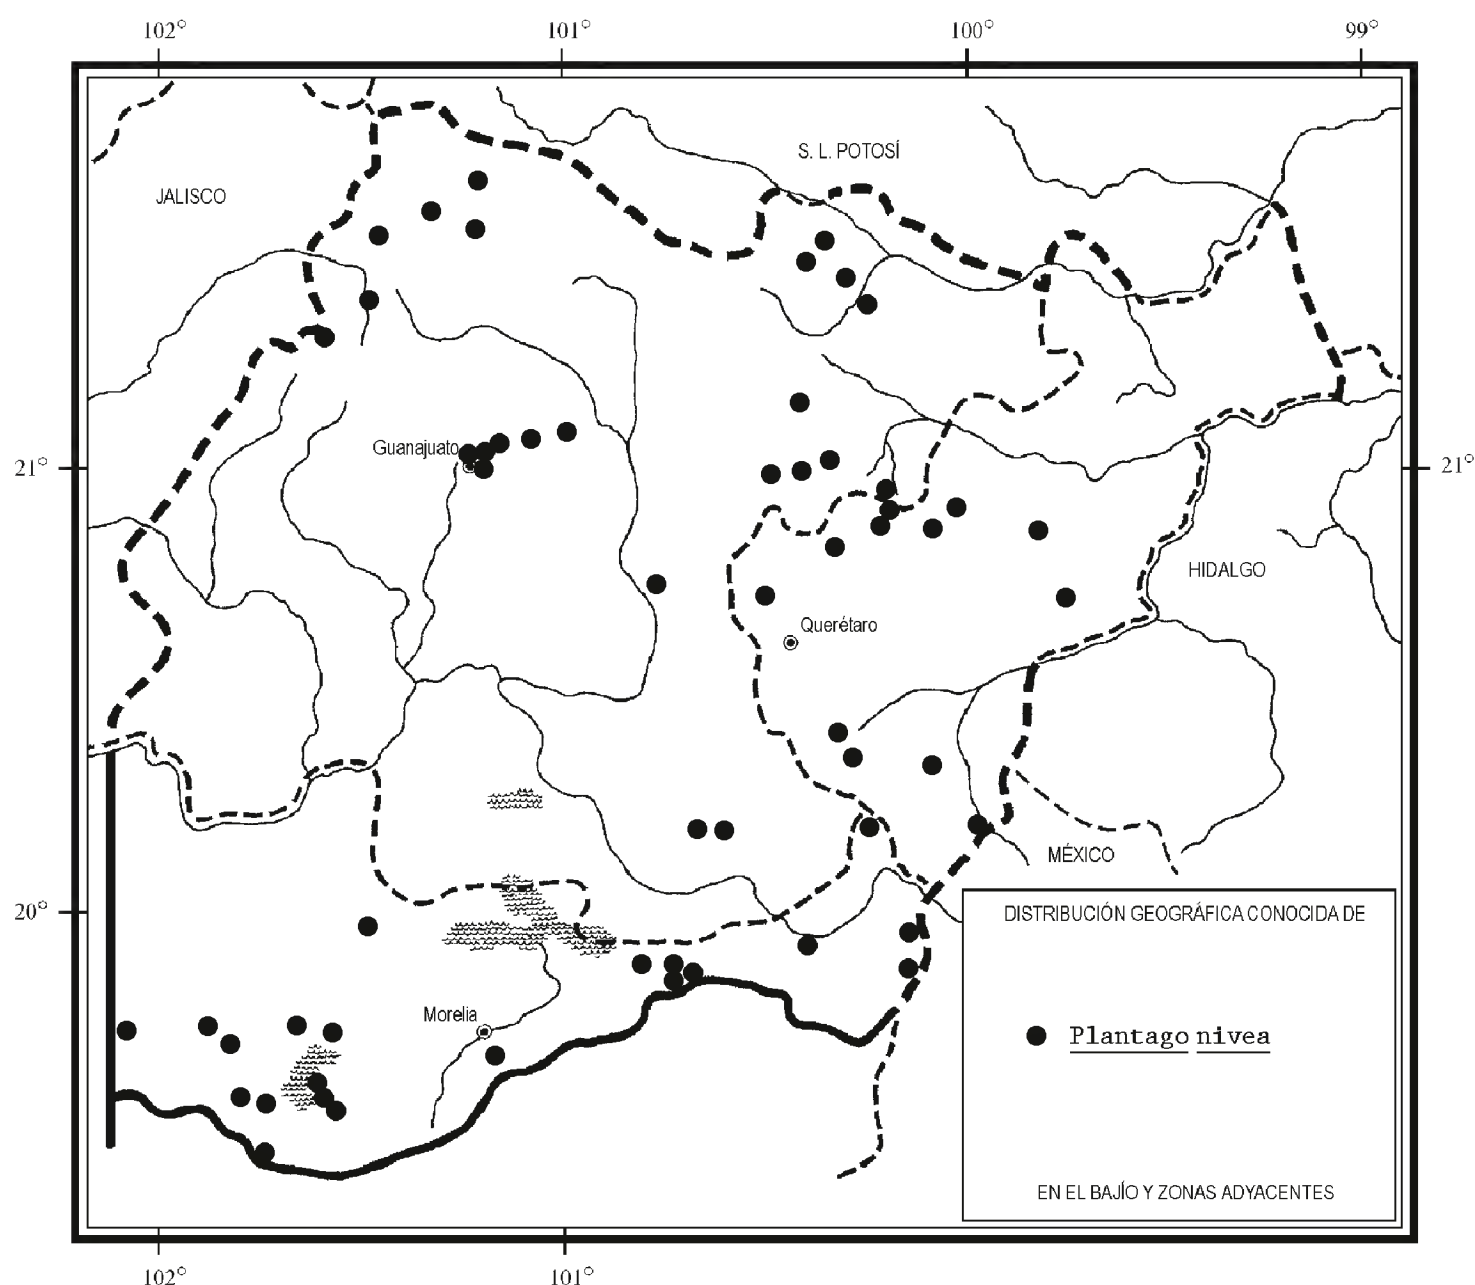 102° 101° 100° 99°
S. L. POTOSÍ
JALISCO
Guanajuato
21° 21°
HIDALGO
Querétaro
MÉXICO
20°
DISTRIBUCIÓN GEOGRÁFICA CONOCIDA DE
Morelia
Plantago nivea
EN EL BAJÍO Y ZONAS ADYACENTES
102° 101°